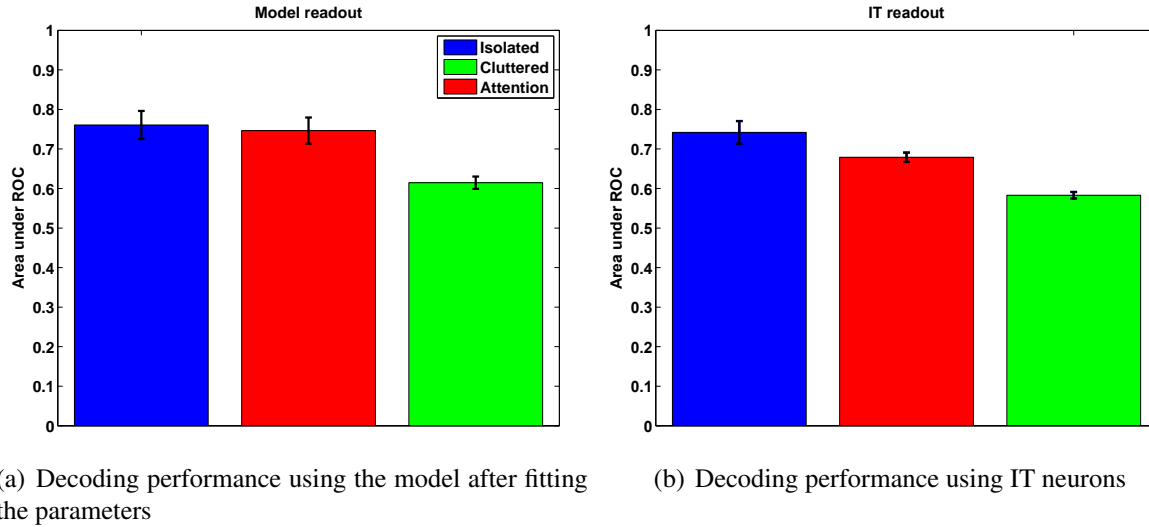 Model readout
1
0.9
0.8
0.7
0.6
0.5
0.4
0.3
0.2
0.1
0
Area under ROC
Isolated
Cluttered
Attention
IT readout
1
0.9
0.8
0.7
0.6
0.5
0.4
0.3
0.2
0.1
0
Area under ROC
(a) Decoding performance using the model after fitting
the parameters
(b) Decoding performance using IT neurons